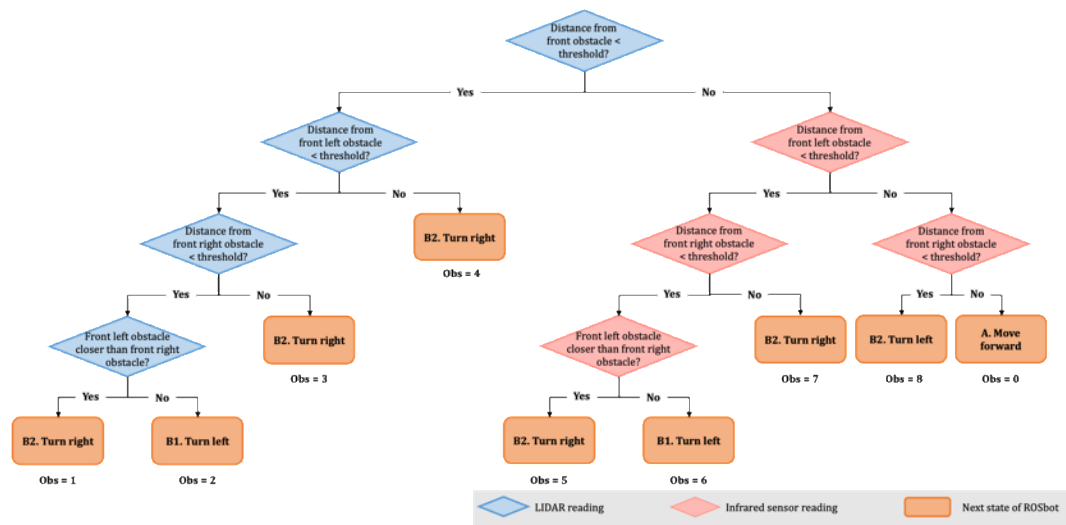 Distance from
front obstacle <
threshold?
Yes
No
Distance from
front left obstacle
< threshold?
Distance from
front left obstacle
< threshold?
Yes
No
Yes
No
Distance from
front right obstacle
< threshold?
B2. Turn right
Obs = 4
Distance from
front right obstacle
< threshold?
Distance from
front right obstacle
< threshold?
Yes
No
Yes
No
Yes
No
Front left obstacle
closer than front right
obstacle?
B2. Turn right
Obs = 3
Front left obstacle
closer than front right
obstacle?
B2. Turn right
Obs = 7
B2. Turn left
Obs = 8
A. Move
forward
Obs = 0
Yes
No
Yes
No
B2. Turn right
Obs = 1
B1. Turn left
Obs = 2
B2. Turn right
Obs = 5
B1. Turn left
Obs = 6
LIDAR reading
Infrared sensor reading
Next state of ROSbot